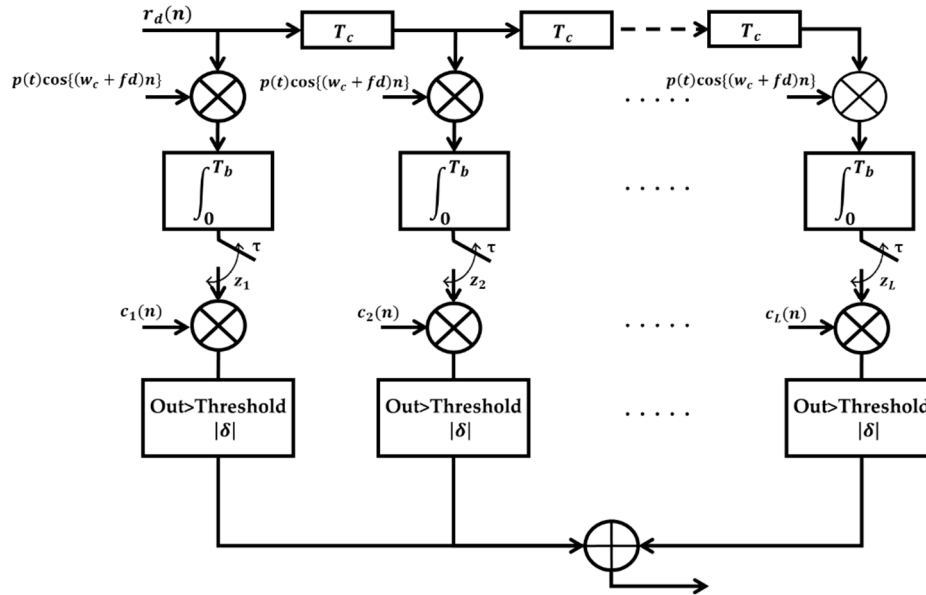 r_d(n)
T_c T_c T_c
p(t)cos{(w_c + fd)n} p(t)cos{(w_c + fd)n} . . . . . p(t)cos{(w_c + fd)n}
∫_0^{T_b} ∫_0^{T_b} . . . . . ∫_0^{T_b}
τ τ τ
z_1 z_2 z_L
c_1(n) c_2(n) . . . . . c_L(n)
Out>Threshold Out>Threshold . . . . . Out>Threshold
|δ| |δ| |δ|